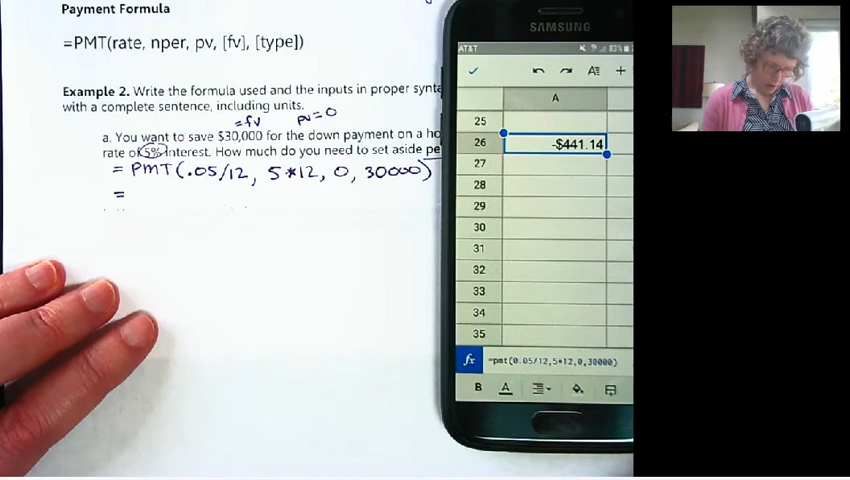 Payment Formula
=PMT(rate, nper, pv, [fv], [type])
Example 2. Write the formula used and the inputs in proper
with a complete sentence, including units.
=fv pv=0
a. You want to save $30,000 for the down payment on a
rate of 5% interest. How much do you need to set aside
= PMT(.05/12, 5*12, 0, 30000)
=
SAMSUNG
AT&T 83%
A
25
26 -$441.14
27
28
29
30
31
32
33
34
35
fx =pmt(0.05/12,5*12,0,30000)
B A